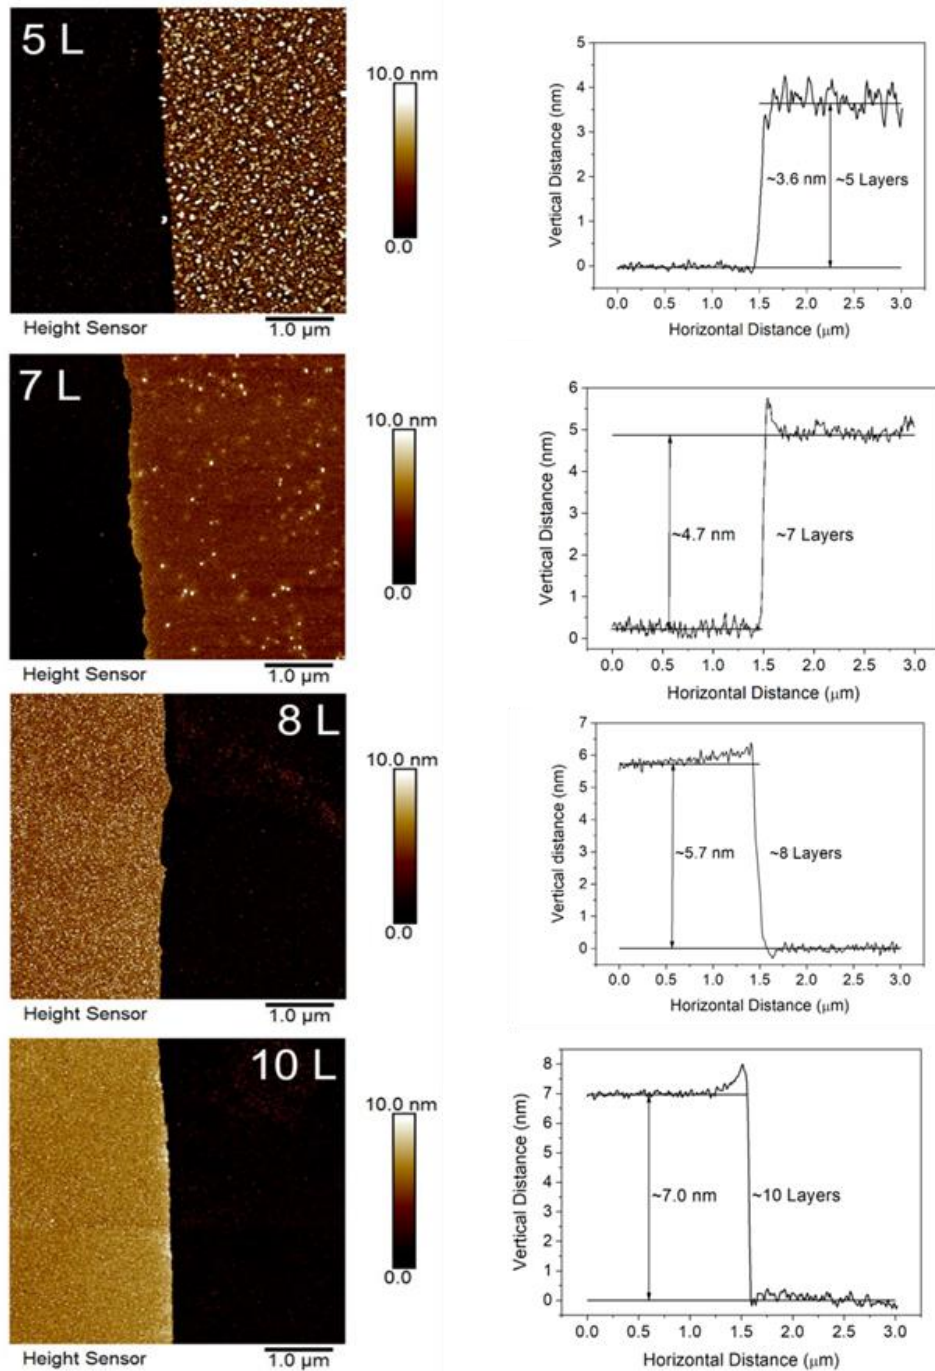 5 L
10.0 nm
0.0
Height Sensor
1.0 µm
5
4
3
2
1
0
Vertical Distance (nm)
~3.6 nm
~5 Layers
0.0 0.5 1.0 1.5 2.0 2.5 3.0
Horizontal Distance (µm)
7 L
10.0 nm
0.0
Height Sensor
1.0 µm
6
5
4
3
2
1
0
Vertical Distance (nm)
~4.7 nm
~7 Layers
0.0 0.5 1.0 1.5 2.0 2.5 3.0
Horizontal Distance (µm)
8 L
10.0 nm
0.0
Height Sensor
1.0 µm
7
6
5
4
3
2
1
0
Vertical distance (nm)
~5.7 nm
~8 Layers
0.0 0.5 1.0 1.5 2.0 2.5 3.0
Horizontal Distance (µm)
10 L
10.0 nm
0.0
Height Sensor
1.0 µm
8
7
6
5
4
3
2
1
0
Vertical Distance (nm)
~7.0 nm
~10 Layers
0.0 0.5 1.0 1.5 2.0 2.5 3.0
Horizontal Distance (µm)